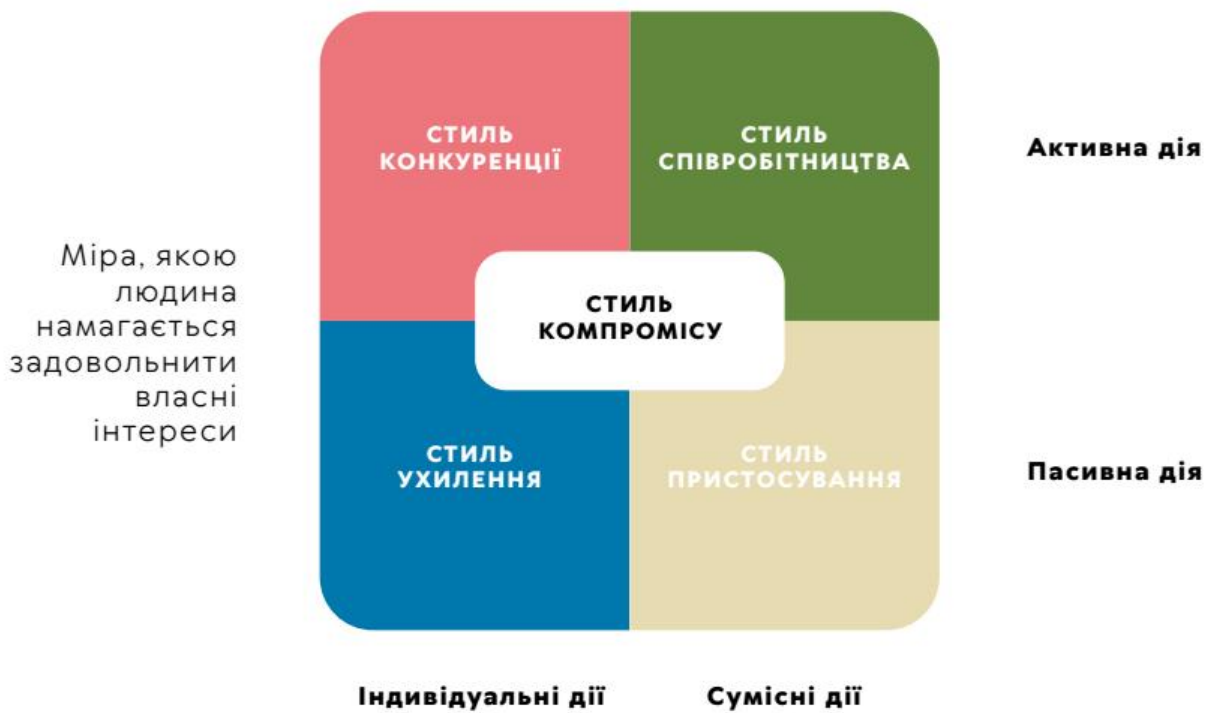 СТИЛЬ
КОНКУРЕНЦІЇ
СТИЛЬ
СПІВРОБІТНИЦТВА
Активна дія
Міра, якою
людина
намагається
задовольнити
власні
інтереси
СТИЛЬ
КОМПРОМІСУ
СТИЛЬ
УХИЛЕННЯ
СТИЛЬ
ПРИСТОСУВАННЯ
Пасивна дія
Індивідуальні дії
Сумісні дії